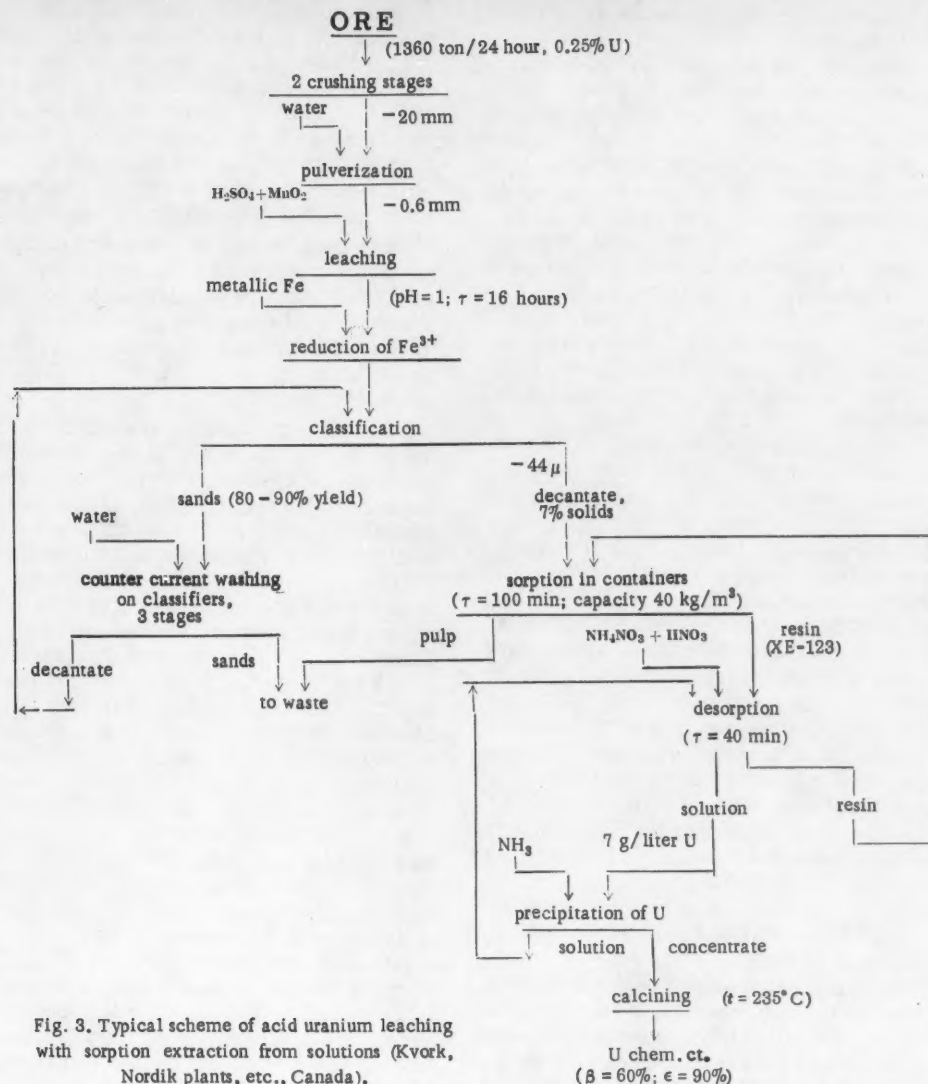 ORE
(1360 ton/24 hour, 0.25% U)
2 crushing stages
water
−20 mm
pulverization
H₂SO₄+MnO₂
−0.6 mm
leaching
metallic Fe
(pH=1; τ = 16 hours)
reduction of Fe³⁺
classification
−44 μ
sands (80 – 90% yield)
decantate,
7% solids
water
counter current washing
on classifiers,
3 stages
sorption in containers
(τ = 100 min; capacity 40 kg/m³)
pulp
NH₄NO₃ + HNO₃
resin
(XE-123)
decantate
sands
to waste
desorption
(τ = 40 min)
solution
resin
NH₃
7 g/liter U
precipitation of U
solution
concentrate
calcining
(t = 235° C)
U chem. ct.
(β = 60%; ϵ = 90%)
Fig. 3. Typical scheme of acid uranium leaching
with sorption extraction from solutions (Kvork,
Nordik plants, etc., Canada).